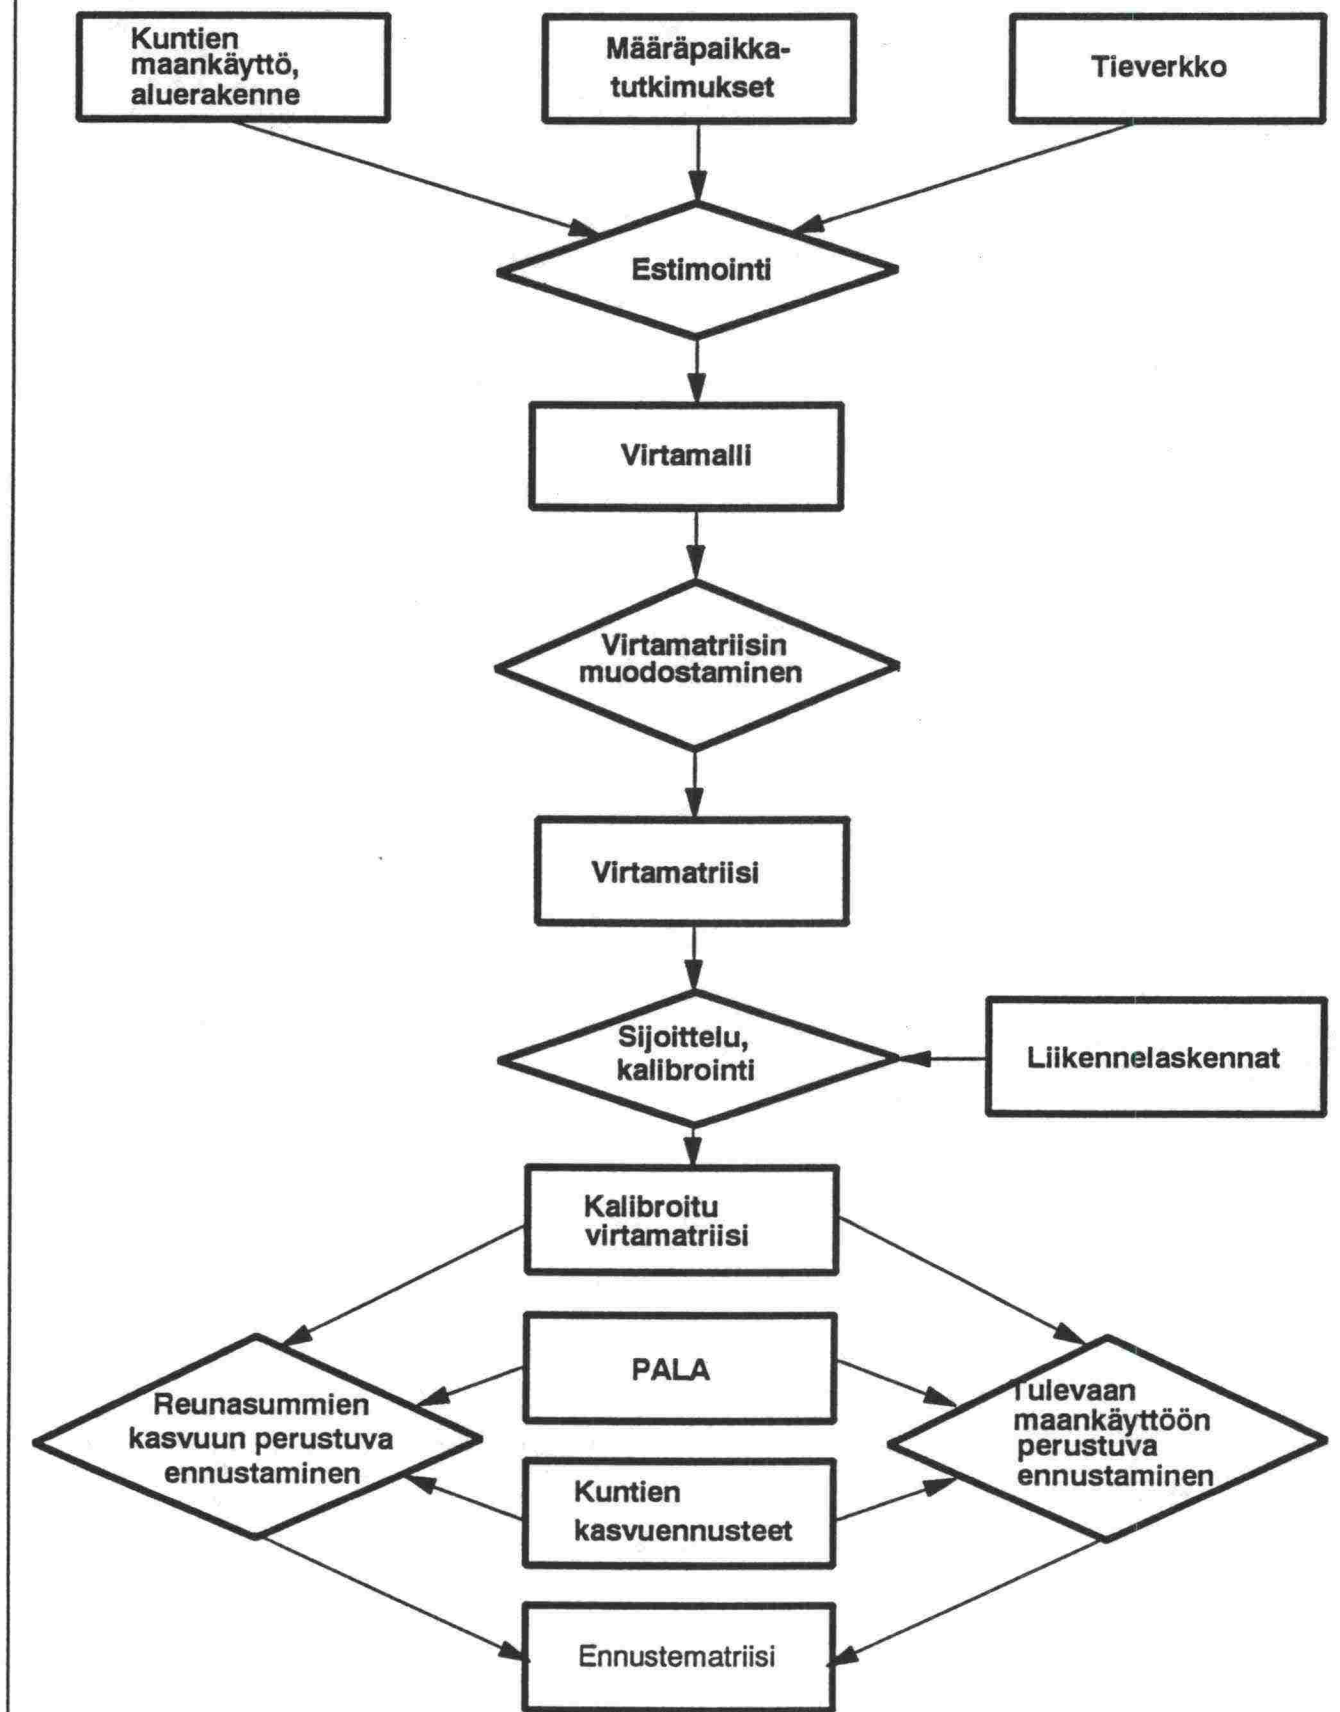 Kuntien
maankäyttö,
aluerakenne
Määräpaikka-
tutkimukset
Tieverkko
Estimointi
Virtamalli
Virtamatriisin
muodostaminen
Virtamatriisi
Sijoittelu,
kalibrointi
Liikennelaskennat
Kalibroitu
virtamatriisi
PALA
Reunasummien
kasvuun perustuva
ennustaminen
Tulevaan
maankäyttöön
perustuva
ennustaminen
Kuntien
kasvuennusteet
Ennustematriisi